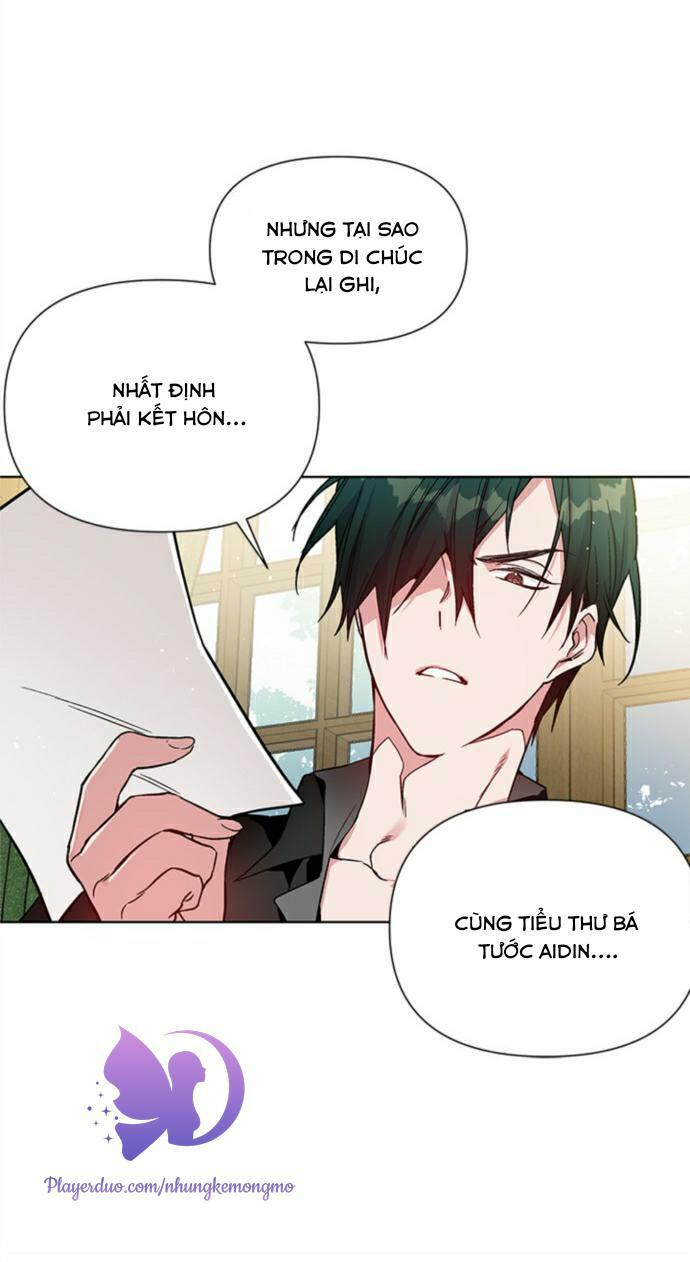 NHƯNG TẠI SAO
TRONG DI CHÚC
LẠI GHI,
NHẤT ĐỊNH
PHẢI KẾT HÔN...
CÙNG TIỂU THƯ BÁ
TƯỚC AIDIN....
Playerduo.com/nhungkemongmo